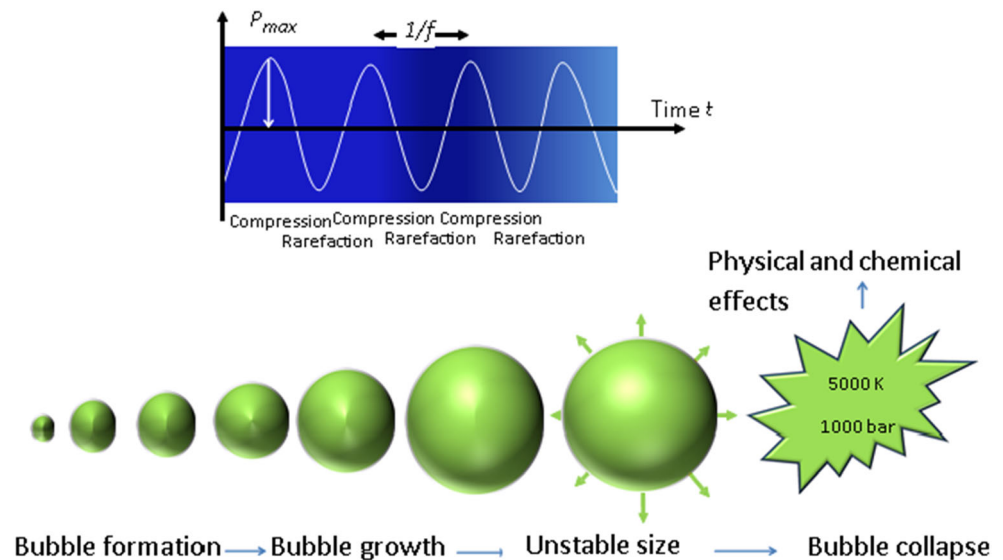 Pmax
1/f
Time t
Compression Compression Compression
Rarefaction Rarefaction Rarefaction
Physical and chemical
effects
5000 K
1000 bar
Bubble formation Bubble growth Unstable size Bubble collapse